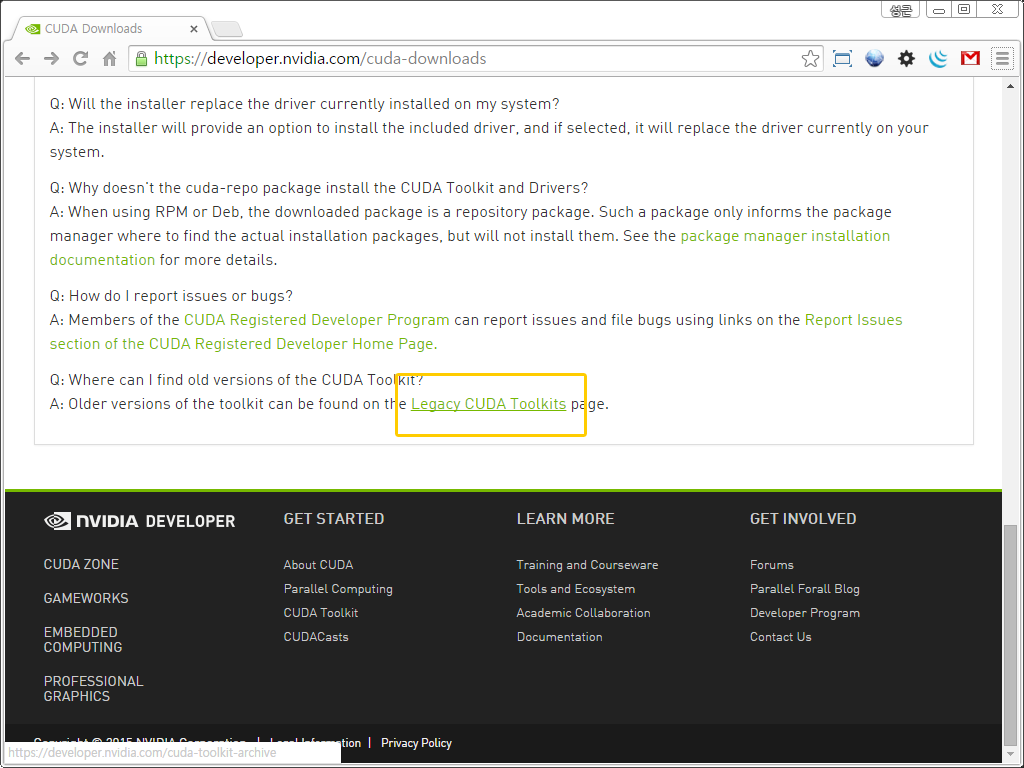 성근
CUDA Downloads
https://developer.nvidia.com/cuda-downloads
Q: Will the installer replace the driver currently installed on my system?
A: The installer will provide an option to install the included driver, and if selected, it will replace the driver currently on your
system.
Q: Why doesn't the cuda-repo package install the CUDA Toolkit and Drivers?
A: When using RPM or Deb, the downloaded package is a repository package. Such a package only informs the package
manager where to find the actual installation packages, but will not install them. See the package manager installation
documentation for more details.
Q: How do I report issues or bugs?
A: Members of the CUDA Registered Developer Program can report issues and file bugs using links on the Report Issues
section of the CUDA Registered Developer Home Page.
Q: Where can I find old versions of the CUDA Toolkit?
A: Older versions of the toolkit can be found on the Legacy CUDA Toolkits page.
NVIDIA DEVELOPER
CUDA ZONE
GAMEWORKS
EMBEDDED
COMPUTING
PROFESSIONAL
GRAPHICS
GET STARTED
About CUDA
Parallel Computing
CUDA Toolkit
CUDACasts
LEARN MORE
Training and Courseware
Tools and Ecosystem
Academic Collaboration
Documentation
GET INVOLVED
Forums
Parallel Forall Blog
Developer Program
Contact Us
Copyright © 2015 NVIDIA Corporation | Legal Information | Privacy Policy
https://developer.nvidia.com/cuda-toolkit-archive